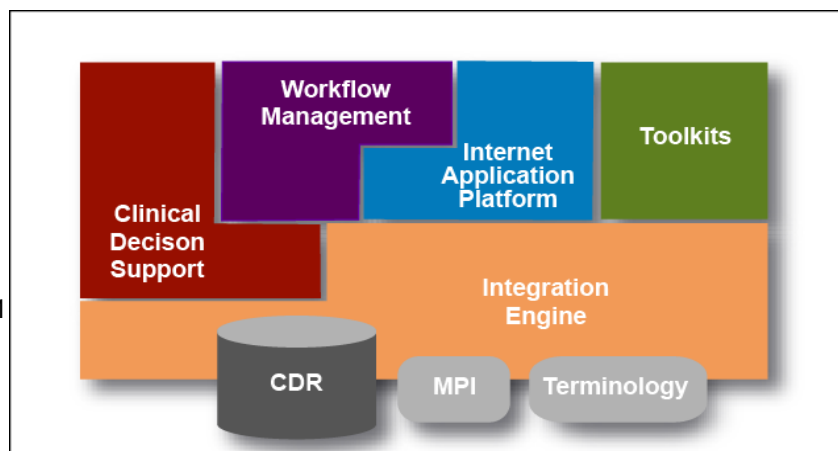 Workflow
Management
Internet
Application
Platform
Toolkits
Clinical
Decison
Support
Integration
Engine
CDR
MPI
Terminology